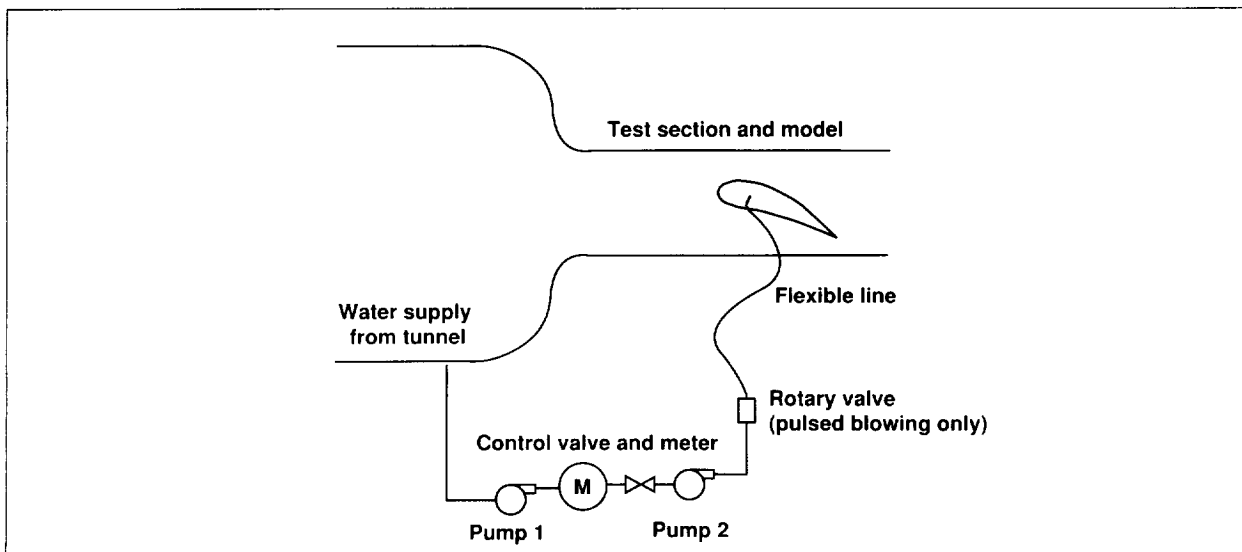 Test section and model
Flexible line
Water supply
from tunnel
Rotary valve
(pulsed blowing only)
Control valve and meter
M
Pump 1
Pump 2